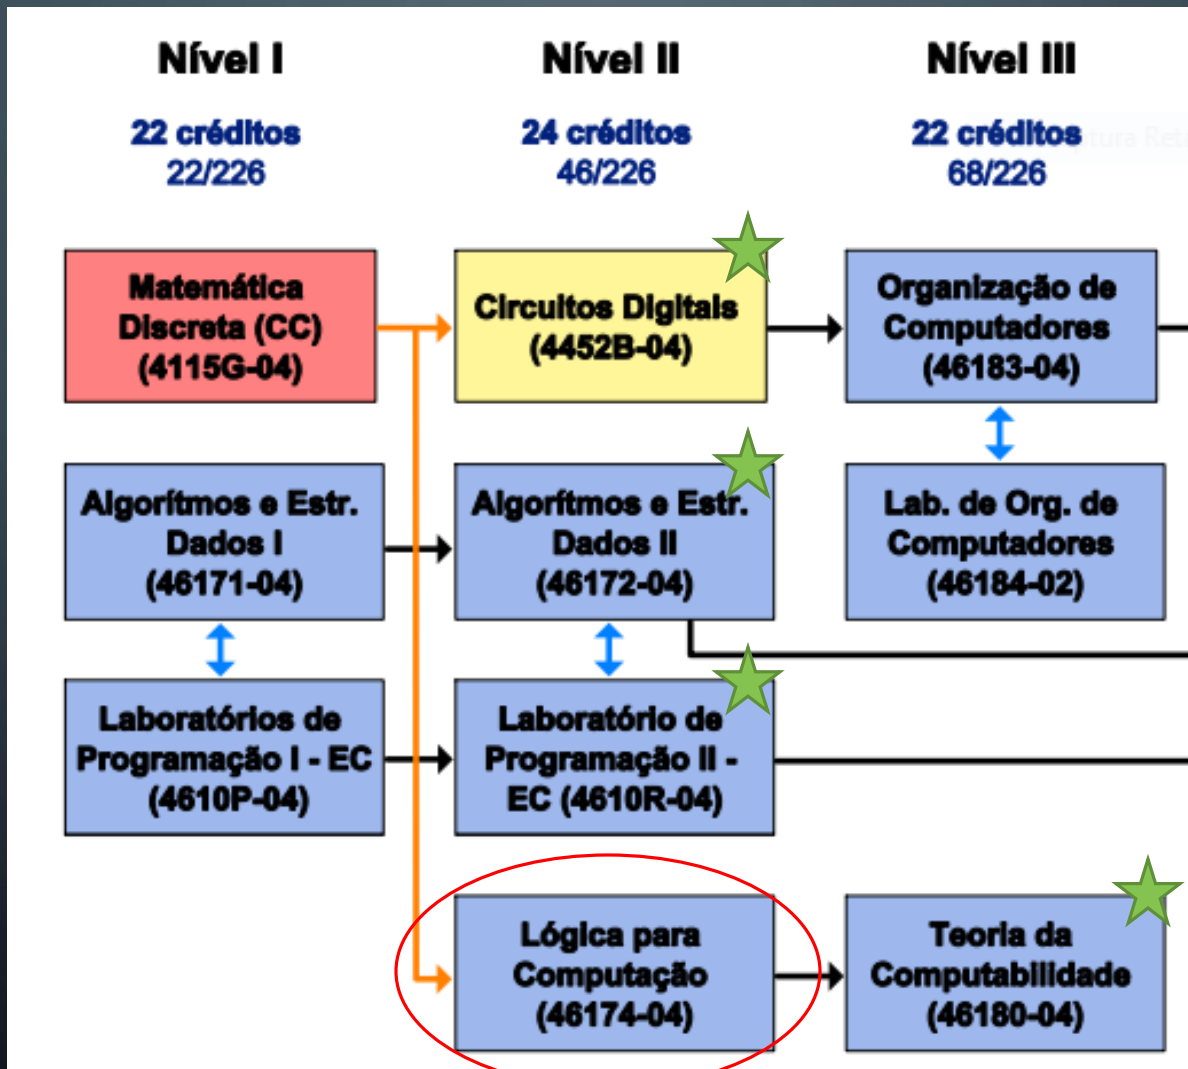 Nível I
Nível II
Nível III
22 créditos
22/226
24 créditos
46/226
22 créditos
68/226
Matemática
Discreta (CC)
(4115G-04)
Circuitos Digitais
(4452B-04)
Organização de
Computadores
(46183-04)
Algorítmos e Estr.
Dados I
(46171-04)
Algorítmos e Estr.
Dados II
(46172-04)
Lab. de Org. de
Computadores
(46184-02)
Laboratórios de
Programação I - EC
(4610P-04)
Laboratório de
Programação II -
EC (4610R-04)
Lógica para
Computação
(46174-04)
Teoria da
Computabilidade
(46180-04)